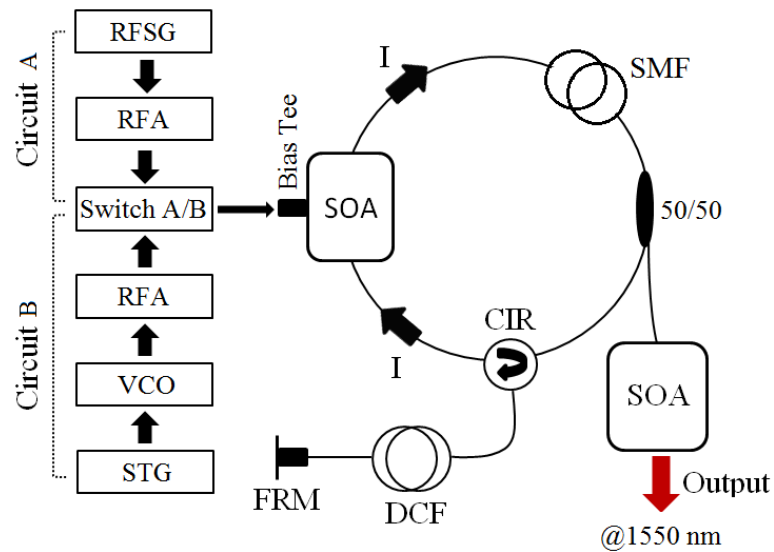 Circuit A
RFSG
RFA
Switch A/B
Circuit B
RFA
VCO
STG
Bias Tee
SOA
I
SMF
50/50
I
CIR
FRM
DCF
SOA
Output
@1550 nm